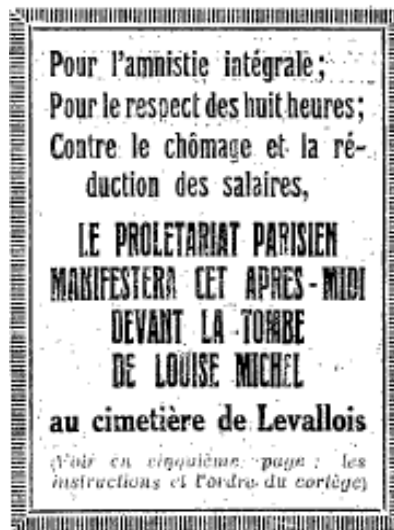 Pour l'amnistie intégrale;
Pour le respect des huit heures;
Contre le chômage et la ré-
duction des salaires,
LE PROLETARIAT PARISIEN
MANIFESTERA CET APRES-MIDI
DEVANT LA TOMBE
DE LOUISE MICHEL
au cimetière de Levallois
(Voir en cinquième page : les
instructions et l'ordre du cortège)